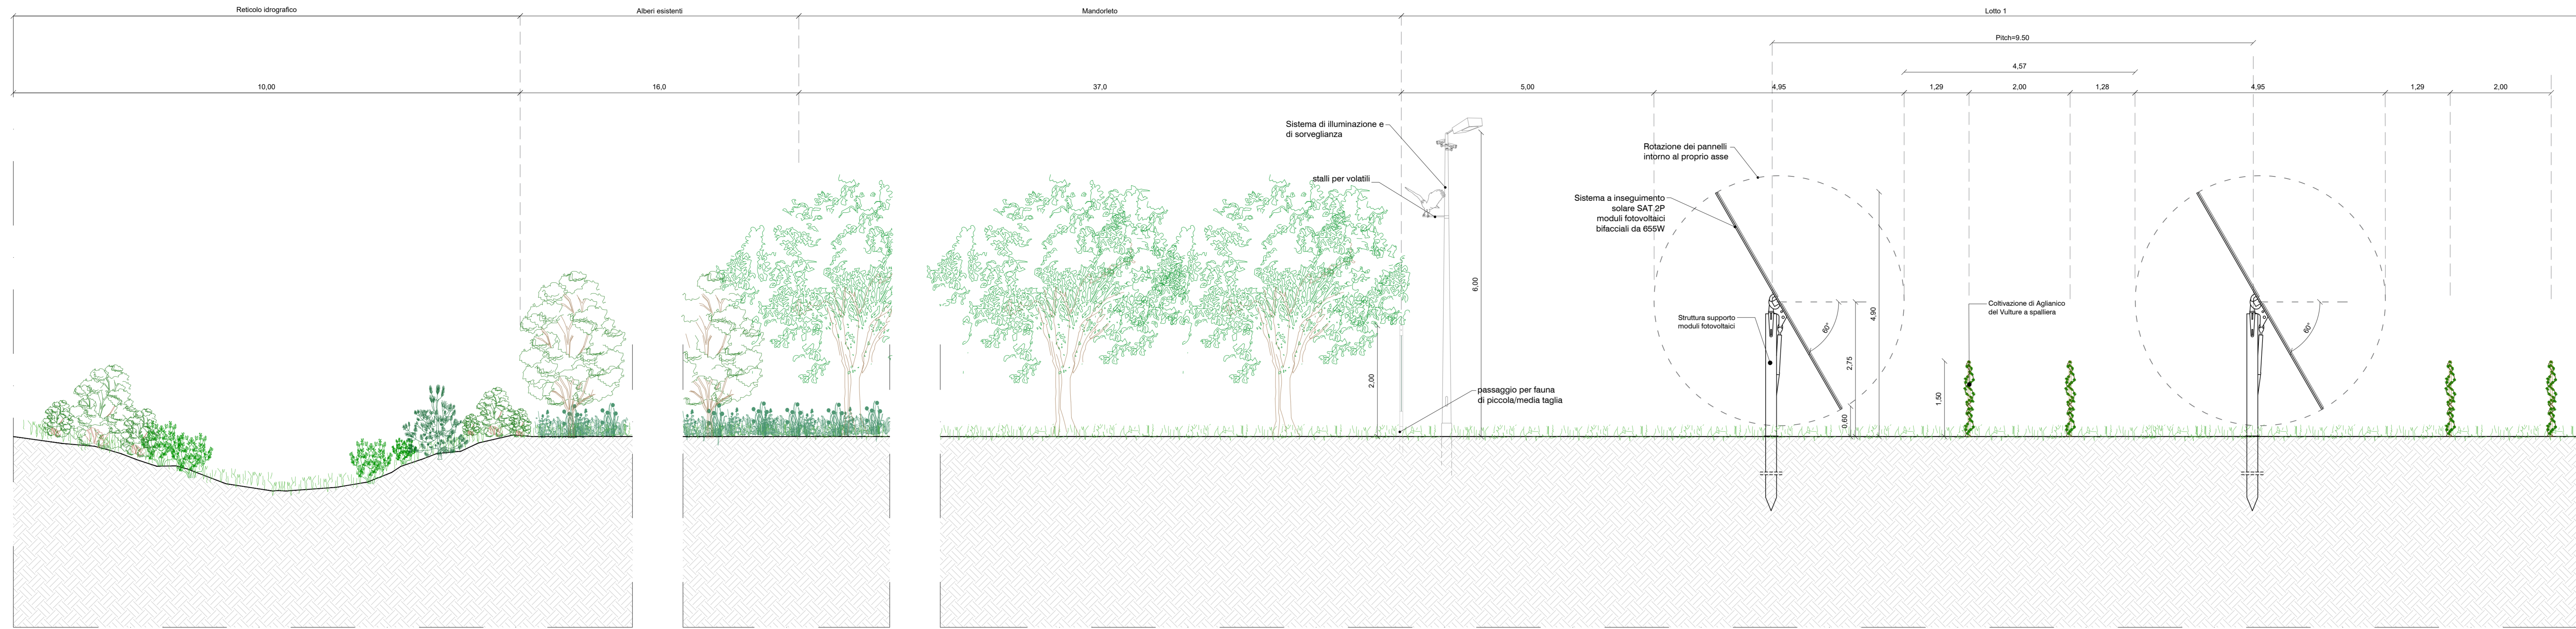 Reticolo idrografico
Alberi esistenti
Mandorleto
Lotto 1
Pitch=9.50
4,57
10,00
16,0
37,0
5,00
4,95
1,29
2,00
1,28
4,95
1,29
2,00
Sistema di illuminazione e
di sorveglianza
stalli per volatili
Rotazione dei pannelli
intorno al proprio asse
Sistema a inseguimento
solare SAT 2P
moduli fotovoltaici
bifacciali da 655W
6,00
Struttura supporto
moduli fotovoltaici
60°
4,90
2,75
0,60
Coltivazione di Aglianico
del Vulture a spalliera
1,50
60°
2,00
passaggio per fauna
di piccola/media taglia